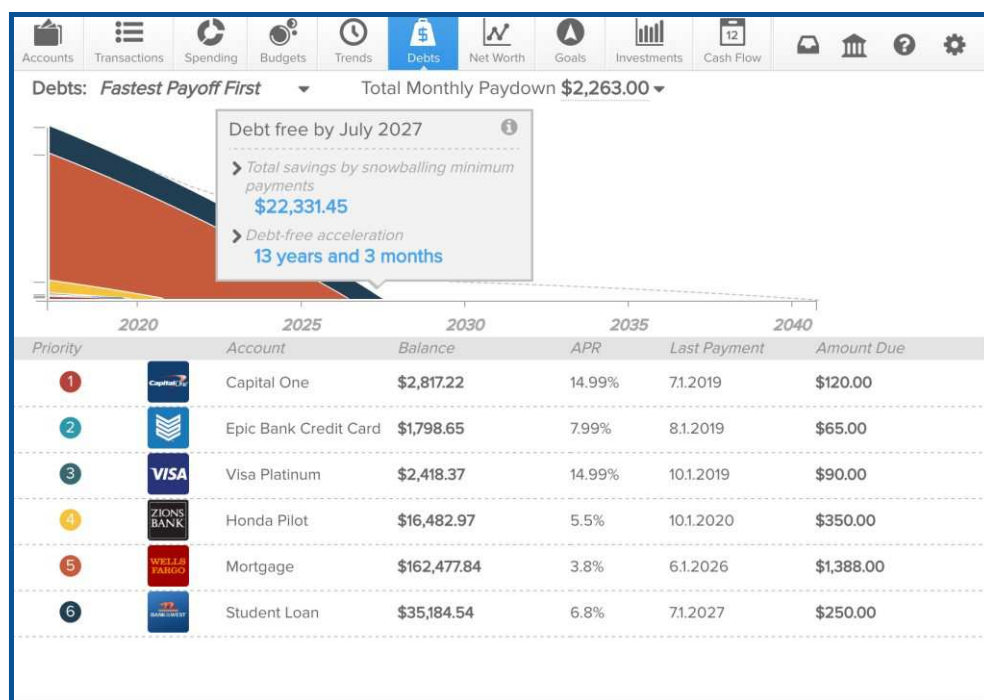 Accounts Transactions Spending Budgets Trends Debts Net Worth Goals Investments 12 Cash Flow
Debts: Fastest Payoff First Total Monthly Paydown $2,263.00
Debt free by July 2027
Total savings by snowballing minimum
payments
$22,331.45
Debt-free acceleration
13 years and 3 months
2020 2025 2030 2035 2040
Priority Account Balance APR Last Payment Amount Due
1 Capital One Capital One $2,817.22 14.99% 7.1.2019 $120.00
2 Epic Bank Credit Card $1,798.65 7.99% 8.1.2019 $65.00
3 VISA Visa Platinum $2,418.37 14.99% 10.1.2019 $90.00
4 ZIONS BANK Honda Pilot $16,482.97 5.5% 10.1.2020 $350.00
5 WELLS FARGO Mortgage $162,477.84 3.8% 6.1.2026 $1,388.00
6 Student Loan $35,184.54 6.8% 7.1.2027 $250.00